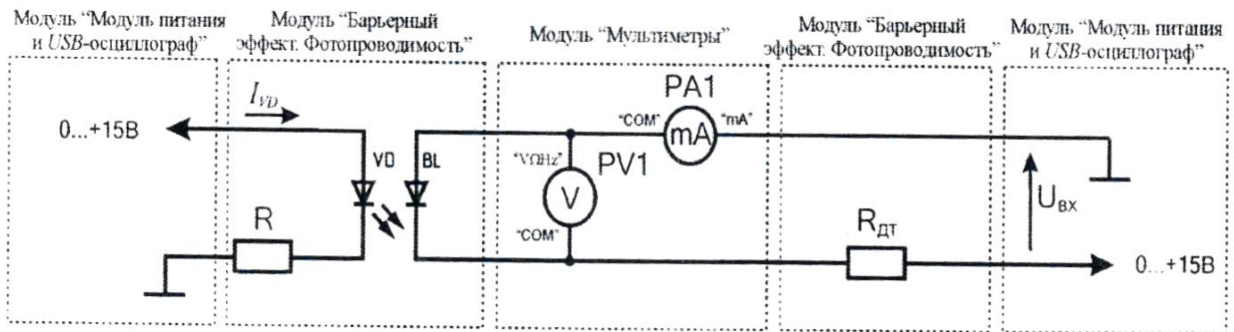 Модуль “Модуль питания
и USB-осциллограф”
Модуль “Барьерный
эффект. Фотопроводимость”
Модуль “Мультиметры”
Модуль “Барьерный
эффект. Фотопроводимость”
Модуль “Модуль питания
и USB-осциллограф”
I_VD
0...+15В
VD
BL
R
PA1
“COM”
mA
“mA”
“VΩHz”
PV1
V
“COM”
R_ДТ
U_ВХ
0...+15В